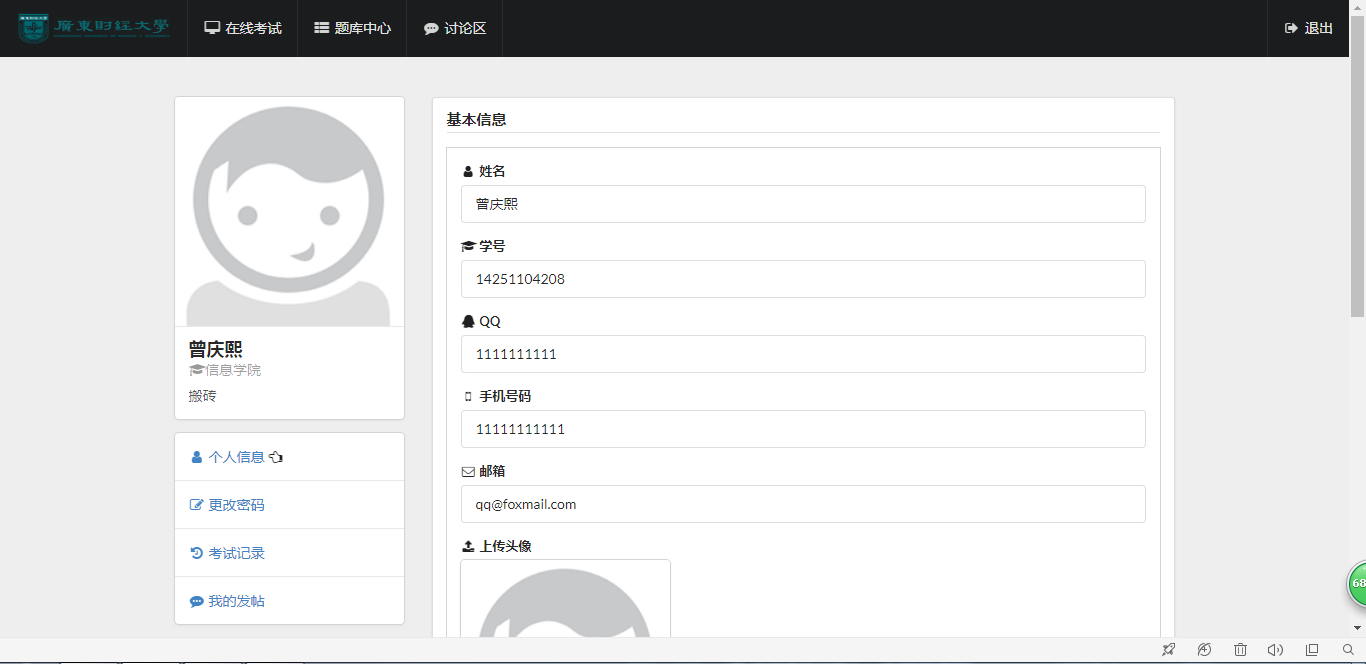 廣東财经大學
在线考试
题库中心
讨论区
退出
曾庆熙
信息学院
搬砖
个人信息
更改密码
考试记录
我的发帖
基本信息
姓名
曾庆熙
学号
14251104208
QQ
1111111111
手机号码
11111111111
邮箱
qq@foxmail.com
上传头像
68